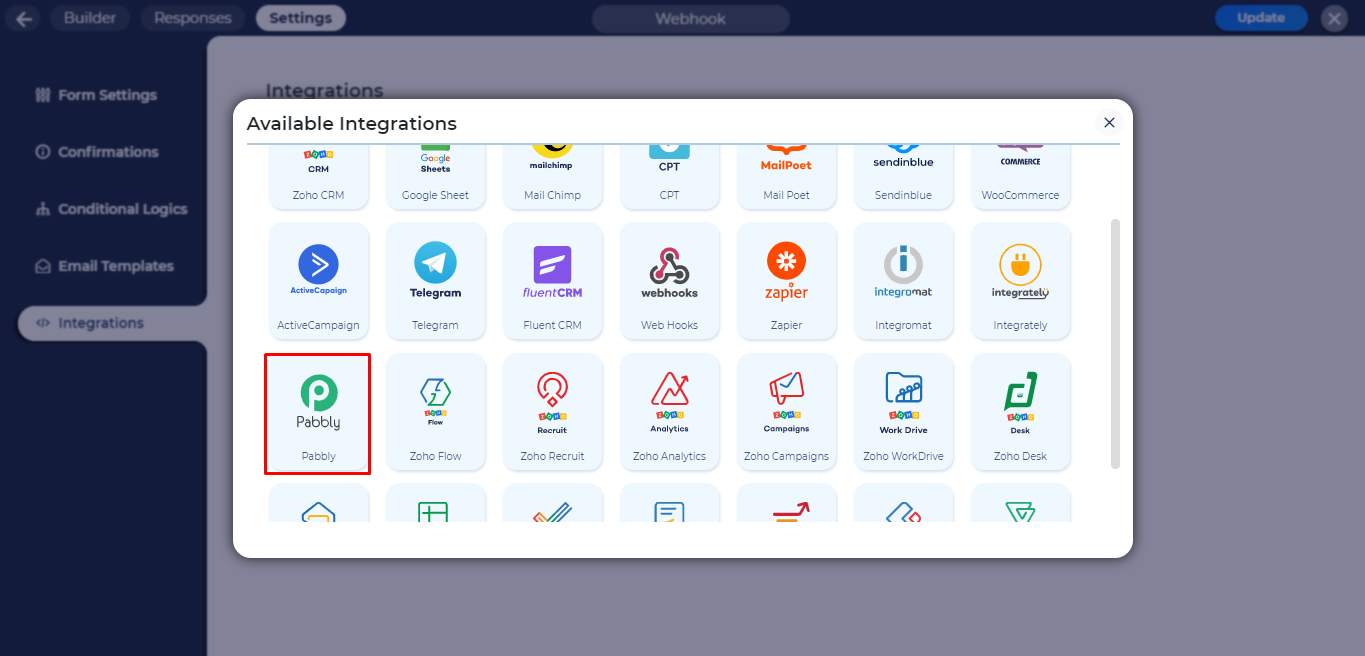 Builder
Responses
Settings
Webhook
Update
Form Settings
Confirmations
Conditional Logics
Email Templates
Integrations
Integrations
Available Integrations
ZOHO
CRM
Zoho CRM
Google
Sheets
Google Sheet
mailchimp
Mail Chimp
CPT
CPT
MailPoet
Mail Poet
sendinblue
Sendinblue
COMMERCE
WooCommerce
ActiveCapaign
ActiveCampaign
Telegram
Telegram
fluentCRM
Fluent CRM
webhooks
Web Hooks
zapier
Zapier
integromat
Integromat
integrately
Integrately
Pabbly
Pabbly
ZOHO
Flow
Zoho Flow
ZOHO
Recruit
Zoho Recruit
ZOHO
Analytics
Zoho Analytics
ZOHO
Campaigns
Zoho Campaigns
ZOHO
Work Drive
Zoho WorkDrive
ZOHO
Desk
Zoho Desk